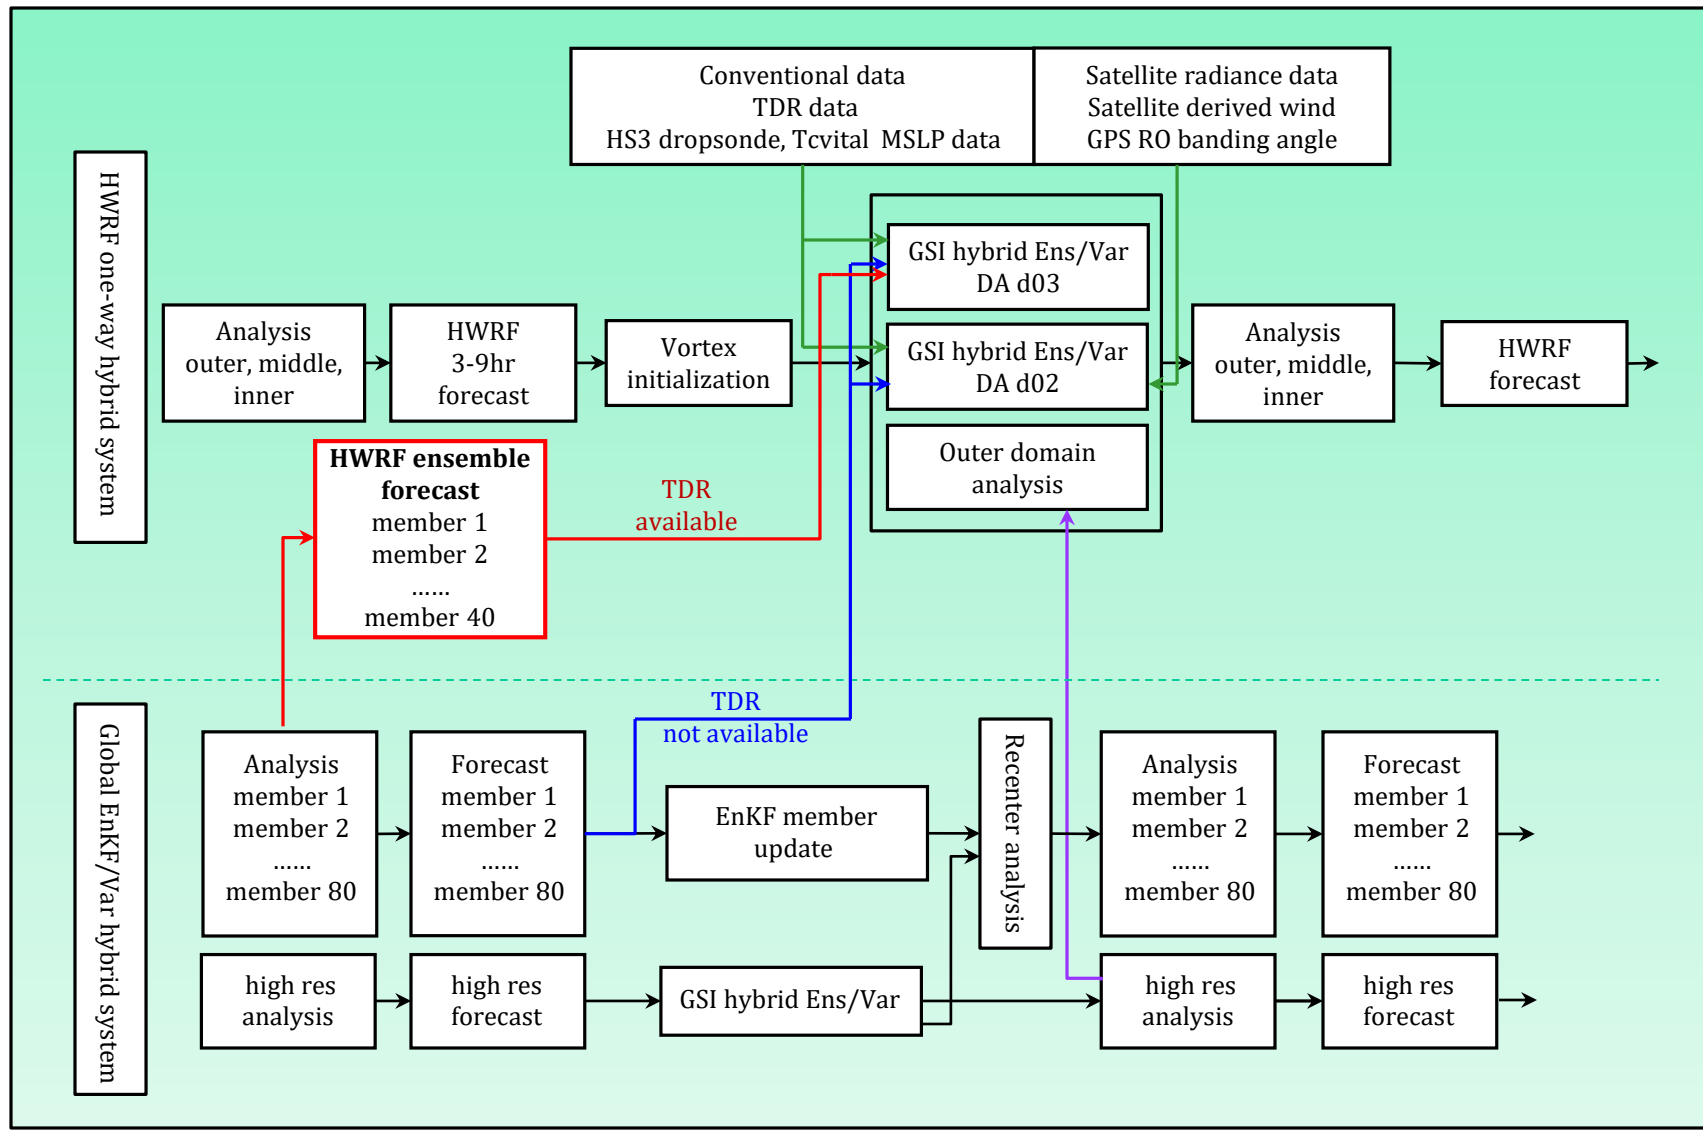 Conventional data
TDR data
HS3 dropsonde, Tcvital MSLP data
Satellite radiance data
Satellite derived wind
GPS RO banding angle
HWRF one-way hybrid system
Analysis
outer, middle,
inner
HWRF
3-9hr
forecast
Vortex
initialization
GSI hybrid Ens/Var
DA d03
GSI hybrid Ens/Var
DA d02
Outer domain
analysis
Analysis
outer, middle,
inner
HWRF
forecast
HWRF ensemble
forecast
member 1
member 2
......
member 40
TDR
available
Global EnKF/Var hybrid system
TDR
not available
Analysis
member 1
member 2
......
member 80
Forecast
member 1
member 2
......
member 80
EnKF member
update
Recenter analysis
Analysis
member 1
member 2
......
member 80
Forecast
member 1
member 2
......
member 80
high res
analysis
high res
forecast
GSI hybrid Ens/Var
high res
analysis
high res
forecast